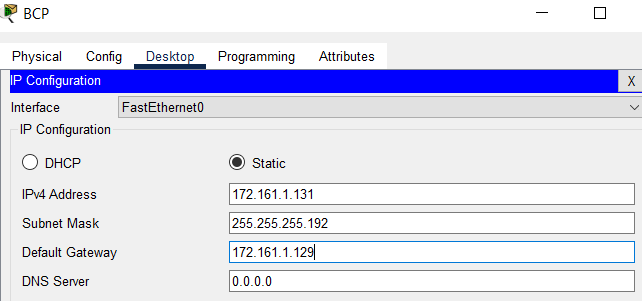 BCP
Physical Config Desktop Programming Attributes
IP Configuration X
Interface FastEthernet0
IP Configuration
DHCP Static
IPv4 Address 172.161.1.131
Subnet Mask 255.255.255.192
Default Gateway 172.161.1.129
DNS Server 0.0.0.0